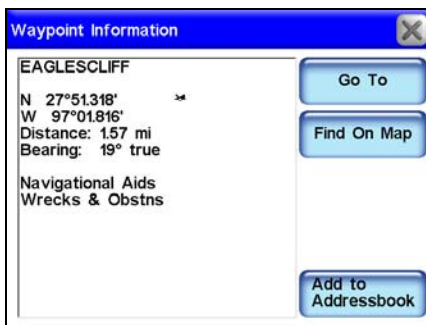 Waypoint Information
EAGLESCLIFF
N 27°51.318'
W 97°01.816'
Distance: 1.57 mi
Bearing: 19° true
Navigational Aids
Wrecks & Obstns
Go To
Find On Map
Add to
Addressbook